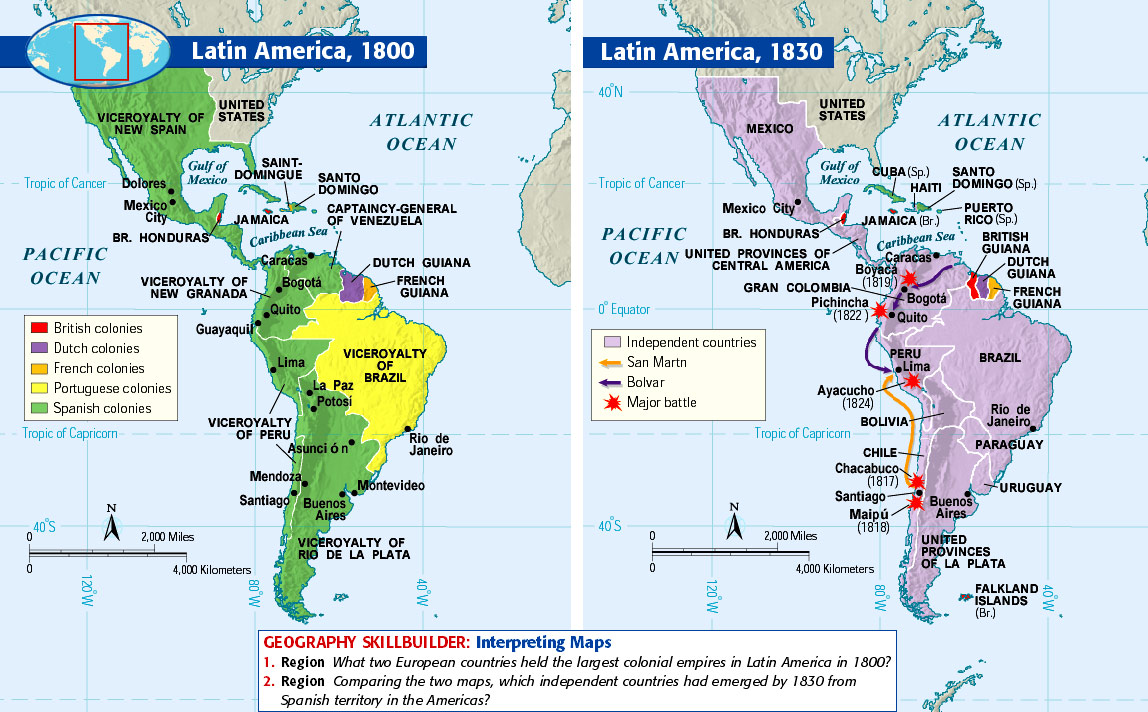 Latin America, 1800
UNITED
STATES
VICEROYALTY OF
NEW SPAIN
ATLANTIC
OCEAN
Gulf of
Mexico
SAINT-
DOMINGUE
SANTO
DOMINGO
Tropic of Cancer
Dolores
Mexico
City
JAMAICA
CAPTAINCY-GENERAL
OF VENEZUELA
BR. HONDURAS
Caribbean Sea
PACIFIC
OCEAN
Caracas
DUTCH GUIANA
VICEROYALTY OF
NEW GRANADA
Bogotá
FRENCH
GUIANA
Quito
Guayaquil
British colonies
Dutch colonies
French colonies
Portuguese colonies
Spanish colonies
VICEROYALTY
OF
BRAZIL
Lima
La Paz
Potosí
VICEROYALTY
OF PERU
Tropic of Capricorn
Asunci ó n
Rio de
Janeiro
Mendoza
Santiago
Montevideo
Buenos
Aires
N
40°S
0
2,000 Miles
0
4,000 Kilometers
VICEROYALTY OF
RIO DE LA PLATA
120°W
80°W
40°W
Latin America, 1830
40°N
UNITED
STATES
MEXICO
ATLANTIC
OCEAN
Gulf of
Mexico
CUBA (Sp.)
HAITI
SANTO
DOMINGO (Sp.)
Tropic of Cancer
Mexico City
JAMAICA (Br.)
PUERTO
RICO (Sp.)
BR. HONDURAS
Caribbean Sea
PACIFIC
OCEAN
UNITED PROVINCES OF
CENTRAL AMERICA
Caracas
BRITISH
GUIANA
DUTCH
GUIANA
FRENCH
GUIANA
Boyacá
(1819)
GRAN COLOMBIA
Bogotá
Pichincha
(1822 )
0° Equator
Quito
Independent countries
San Martn
Bolvar
Major battle
PERU
Lima
BRAZIL
Ayacucho
(1824)
BOLIVIA
Rio de
Janeiro
Tropic of Capricorn
PARAGUAY
CHILE
Chacabuco
(1817)
Santiago
URUGUAY
Buenos
Aires
Maipú
(1818)
N
40°S
0
2,000 Miles
0
4,000 Kilometers
UNITED
PROVINCES
OF LA PLATA
120°W
80°W
40°W
FALKLAND
ISLANDS
(Br.)
GEOGRAPHY SKILLBUILDER: Interpreting Maps
1. Region What two European countries held the largest colonial empires in Latin America in 1800?
2. Region Comparing the two maps, which independent countries had emerged by 1830 from
Spanish territory in the Americas?